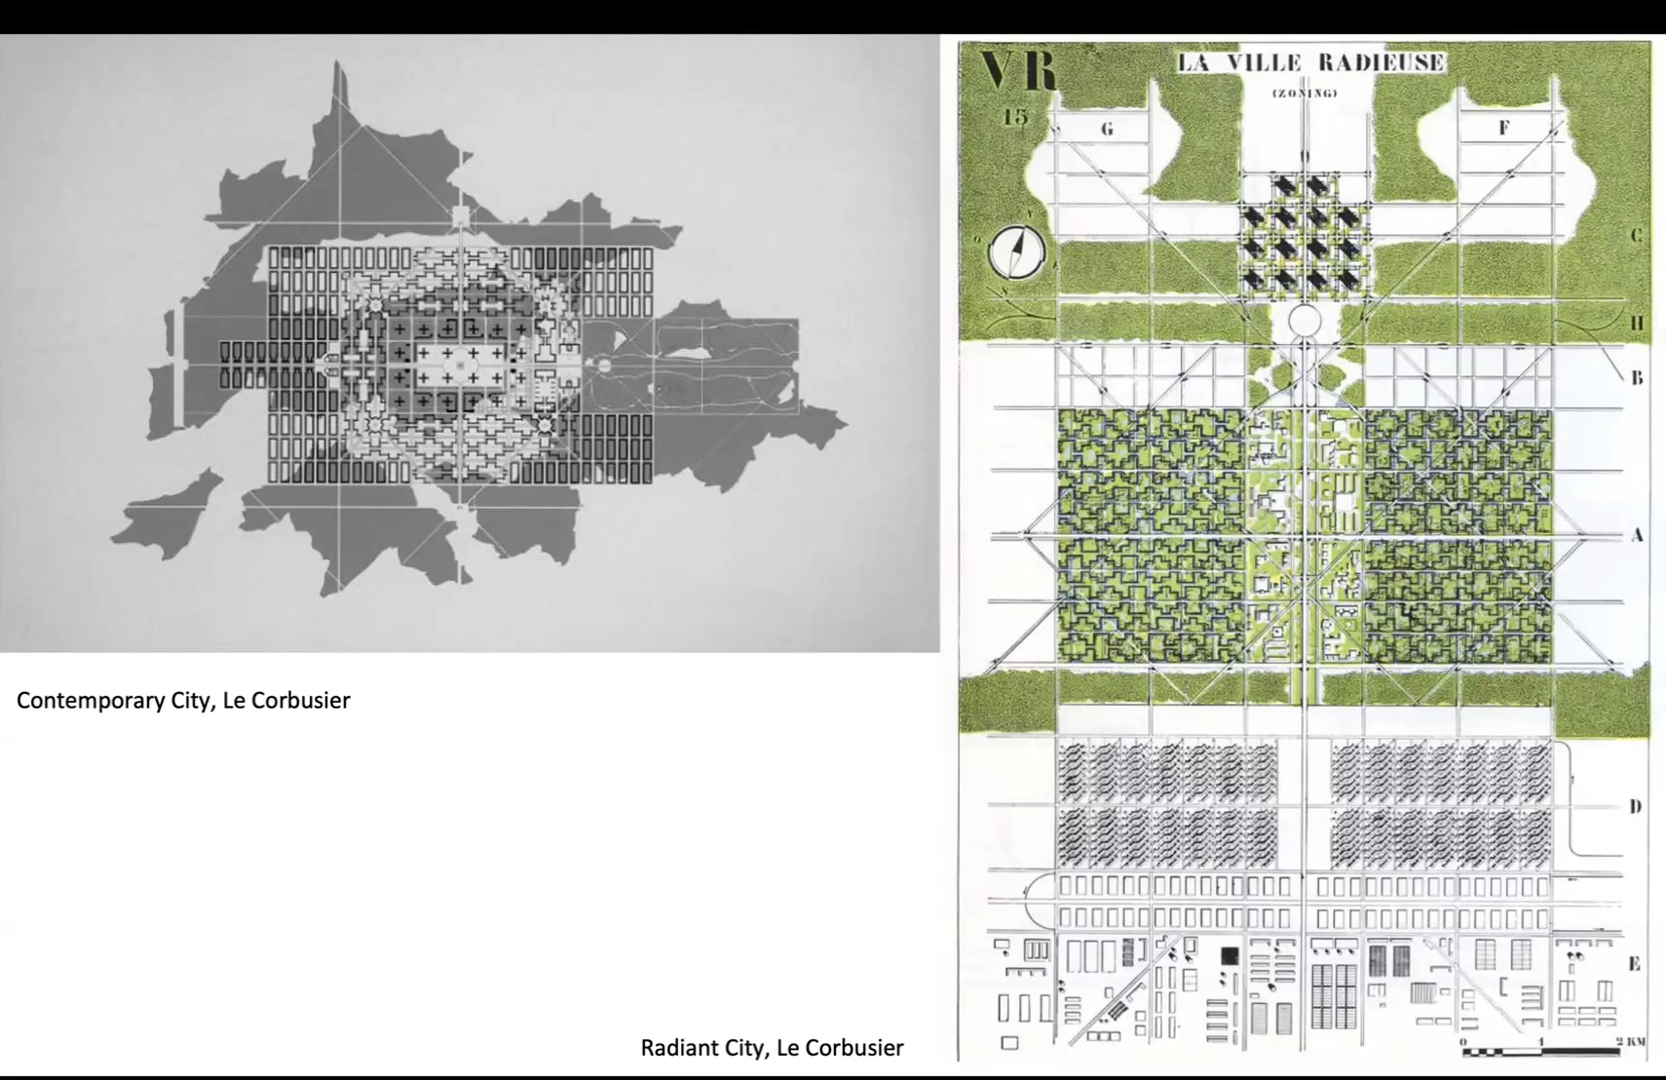 VR
15
LA VILLE RADIEUSE
(ZONING)
G
F
C
H
B
A
D
E
0 1 2 KM
Contemporary City, Le Corbusier
Radiant City, Le Corbusier